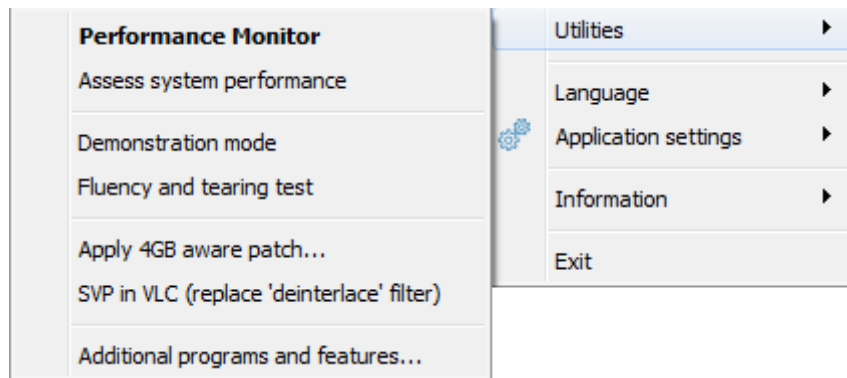 Performance Monitor
Assess system performance
Demonstration mode
Fluency and tearing test
Apply 4GB aware patch...
SVP in VLC (replace 'deinterlace' filter)
Additional programs and features...
Utilities
Language
Application settings
Information
Exit